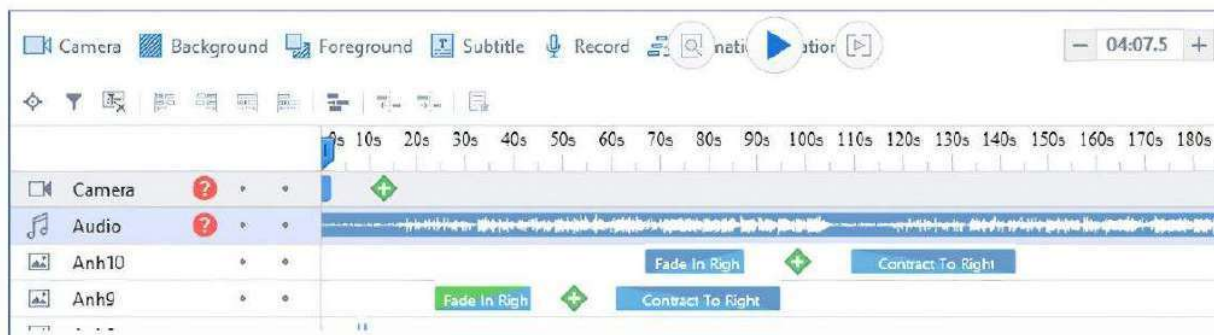 Camera Background Foreground Subtitle Record 04:07.5
0s 10s 20s 30s 40s 50s 60s 70s 80s 90s 100s 110s 120s 130s 140s 150s 160s 170s 180s
Camera ?
Audio ?
Anh10 Fade In Righ Contract To Right
Anh9 Fade In Righ Contract To Right